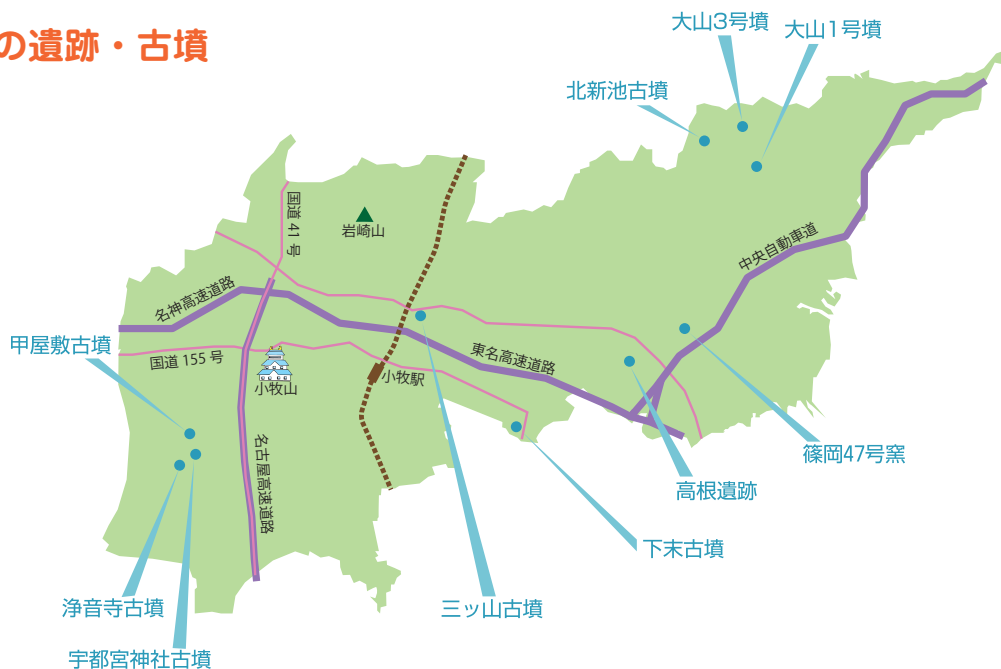 の遺跡・古墳
大山3号墳
大山1号墳
北新池古墳
国道 41 号
岩崎山
中央自動車道
名神高速道路
甲屋敷古墳
国道 155 号
小牧山
小牧駅
東名高速道路
名古屋高速道路
篠岡47号窯
高根遺跡
下末古墳
浄音寺古墳
三ッ山古墳
宇都宮神社古墳